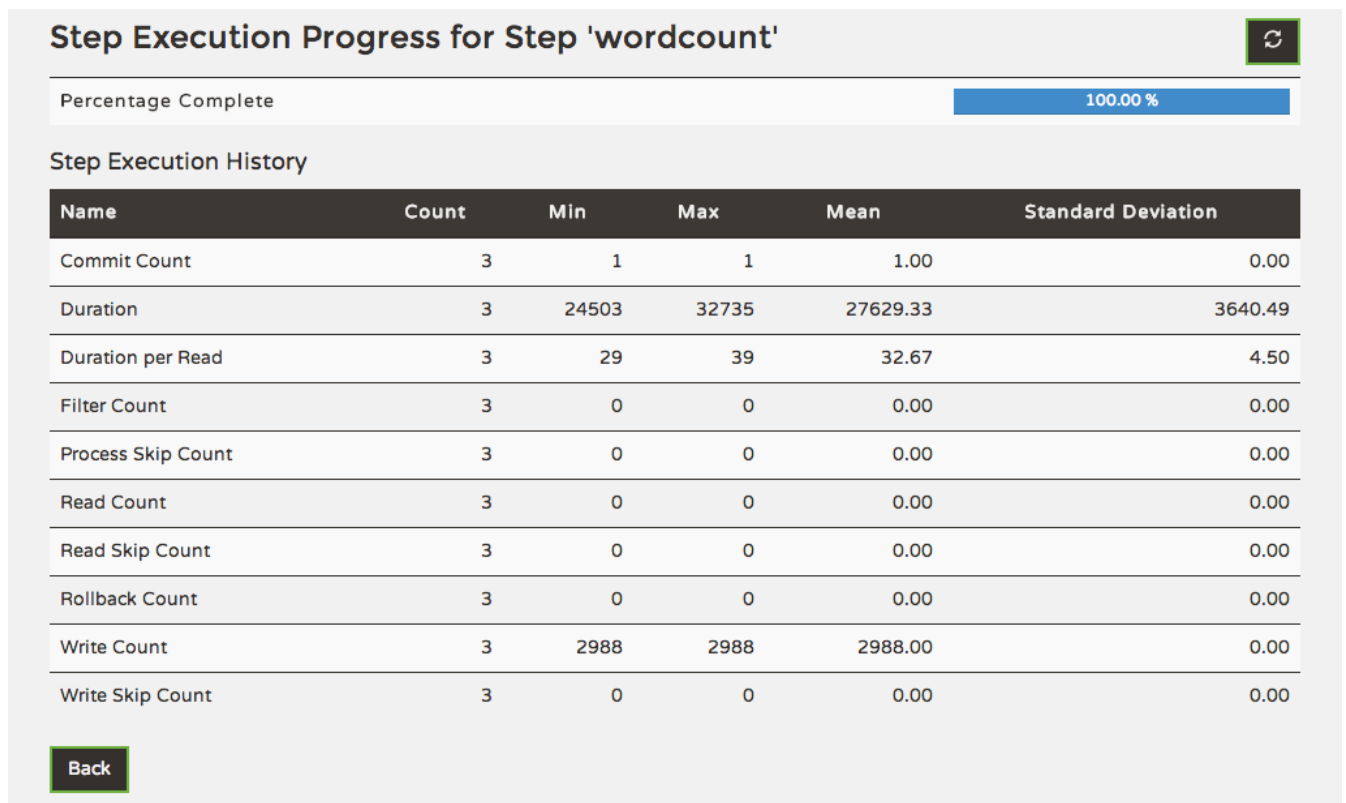 Step Execution Progress for Step 'wordcount'
Percentage Complete 100.00 %
Step Execution History
Name Count Min Max Mean Standard Deviation
Commit Count 3 1 1 1.00 0.00
Duration 3 24503 32735 27629.33 3640.49
Duration per Read 3 29 39 32.67 4.50
Filter Count 3 0 0 0.00 0.00
Process Skip Count 3 0 0 0.00 0.00
Read Count 3 0 0 0.00 0.00
Read Skip Count 3 0 0 0.00 0.00
Rollback Count 3 0 0 0.00 0.00
Write Count 3 2988 2988 2988.00 0.00
Write Skip Count 3 0 0 0.00 0.00
Back